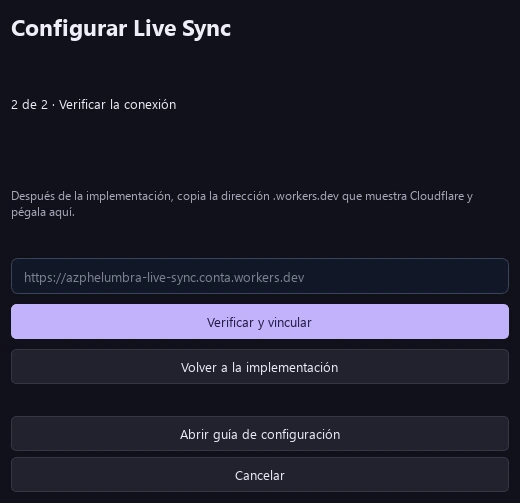 Configurar Live Sync
2 de 2 · Verificar la conexión
Después de la implementación, copia la dirección .workers.dev que muestra Cloudflare y
pégala aquí.
https://azphelumbra-live-sync.conta.workers.dev
Verificar y vincular
Volver a la implementación
Abrir guía de configuración
Cancelar